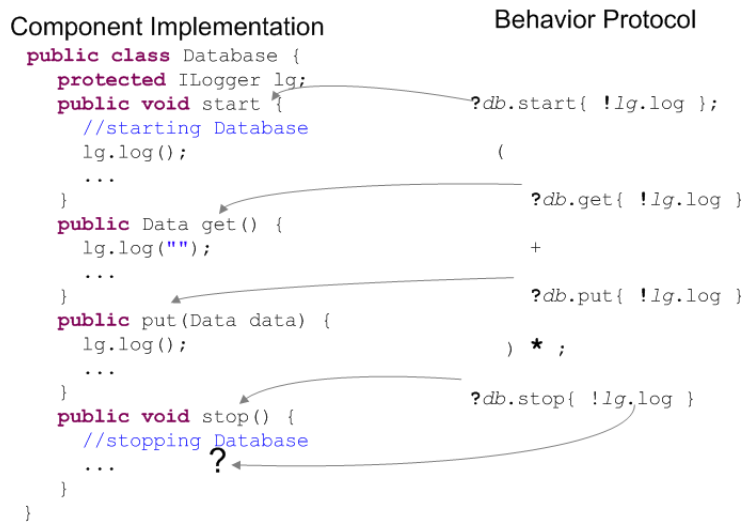 Component Implementation
public class Database {
protected ILogger lg;
public void start {
//starting Database
lg.log();
...
}
public Data get() {
lg.log("");
...
}
public put(Data data) {
lg.log();
...
}
public void stop() {
//stopping Database
... ?
}
}
Behavior Protocol
?db.start{ !lg.log };
(
?db.get{ !lg.log }
+
?db.put{ !lg.log }
) * ;
?db.stop{ !lg.log }